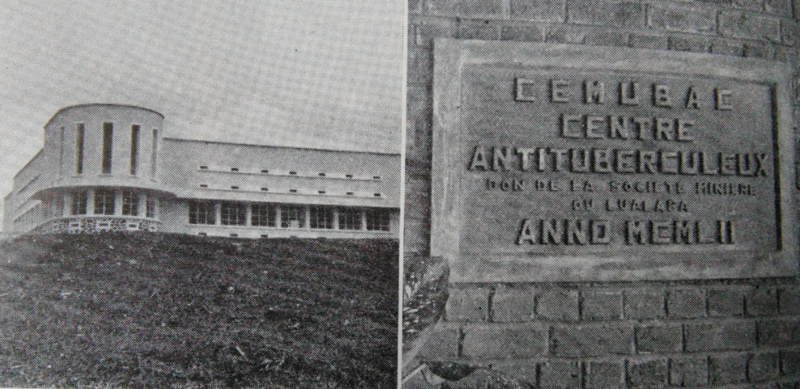 CEMUBAC
CENTRE
ANTITUBERCULEUX
DON DE LA SOCIETE MINIERE
DU LUALABA
ANNO MCMLII